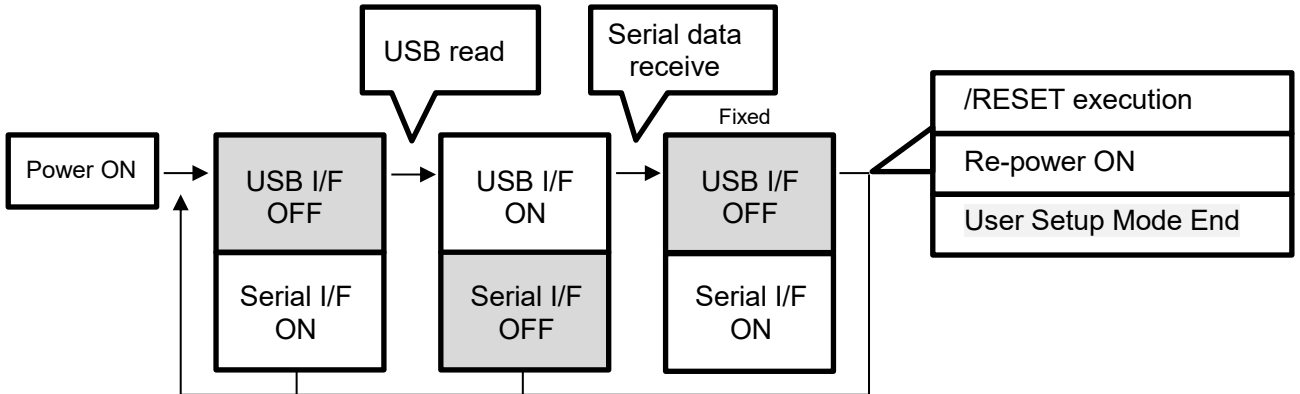 USB read
Serial data
receive
Fixed
/RESET execution
Re-power ON
User Setup Mode End
Power ON
USB I/F
OFF
Serial I/F
ON
USB I/F
ON
Serial I/F
OFF
USB I/F
OFF
Serial I/F
ON